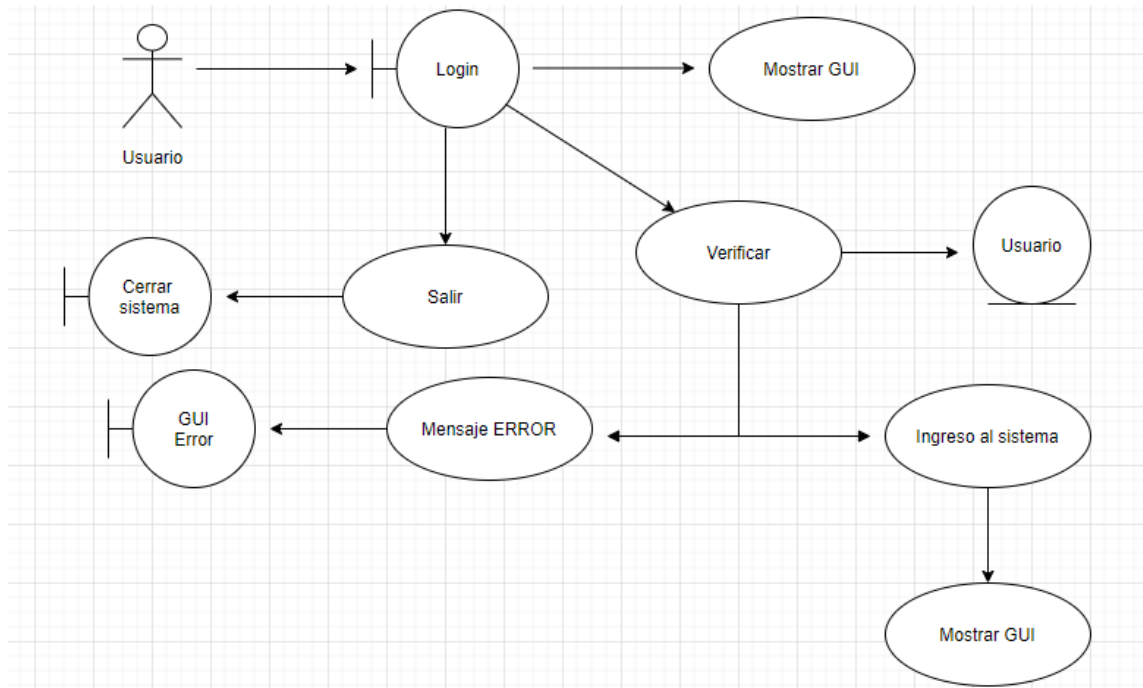 Login
Mostrar GUI
Usuario
Verificar
Usuario
Cerrar
sistema
Salir
GUI
Error
Mensaje ERROR
Ingreso al sistema
Mostrar GUI